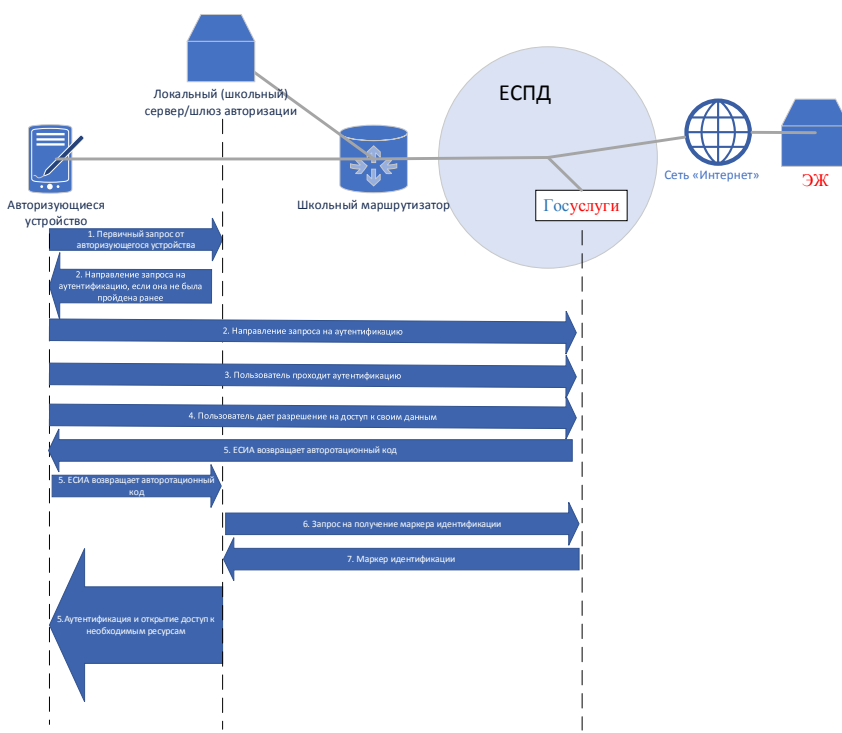 Локальный (школьный)
сервер/шлюз авторизации
ЕСПД
Сеть «Интернет»
ЭЖ
Авторизующиеся
устройство
Школьный маршрутизатор
Госуслуги
1. Первичный запрос от
авторизующегося устройства
2. Направление запроса на
аутентификацию, если она не была
пройдена ранее
2. Направление запроса на аутентификацию
3. Пользователь проходит аутентификацию
4. Пользователь дает разрешение на доступ к своим данным
5. ЕСИА возвращает авторотационный код
5. ЕСИА возвращает авторотационный
код
6. Запрос на получение маркера идентификации
7. Маркер идентификации
5.Аутентификация и открытие доступ к
необходимым ресурсам